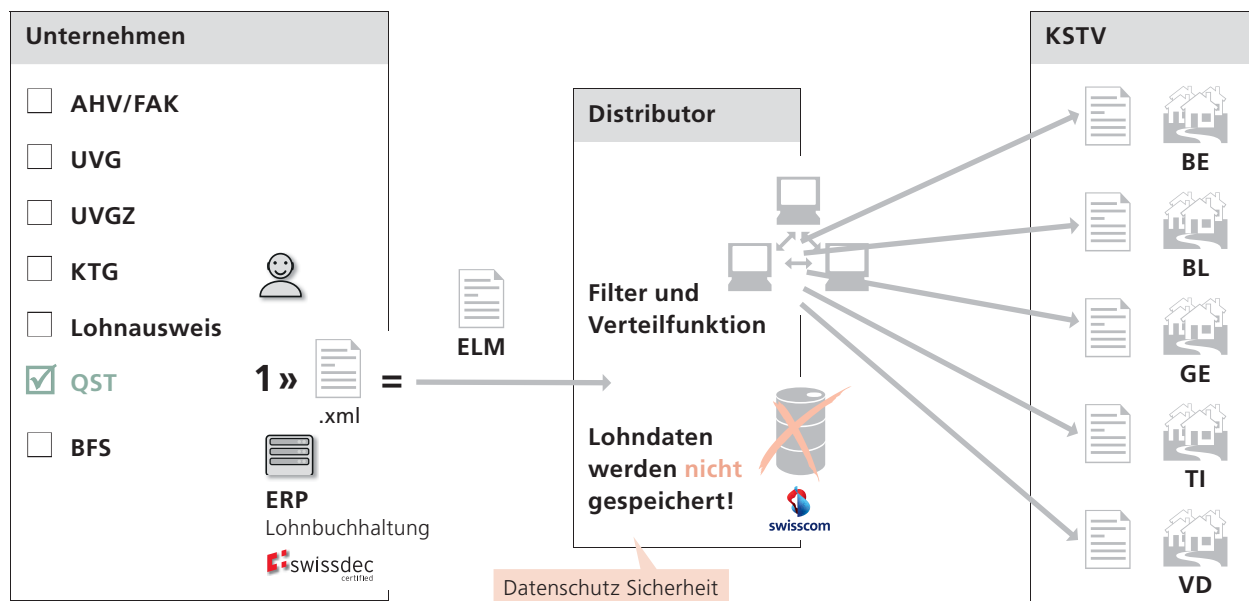 Unternehmen
AHV/FAK
UVG
UVGZ
KTG
Lohnausweis
QST
BFS
1»
.xml
=
ERP
Lohnbuchhaltung
swissdec
certified
ELM
Distributor
Filter und
Verteilfunktion
Lohndaten
werden nicht
gespeichert!
swisscom
Datenschutz Sicherheit
KSTV
BE
BL
GE
TI
VD